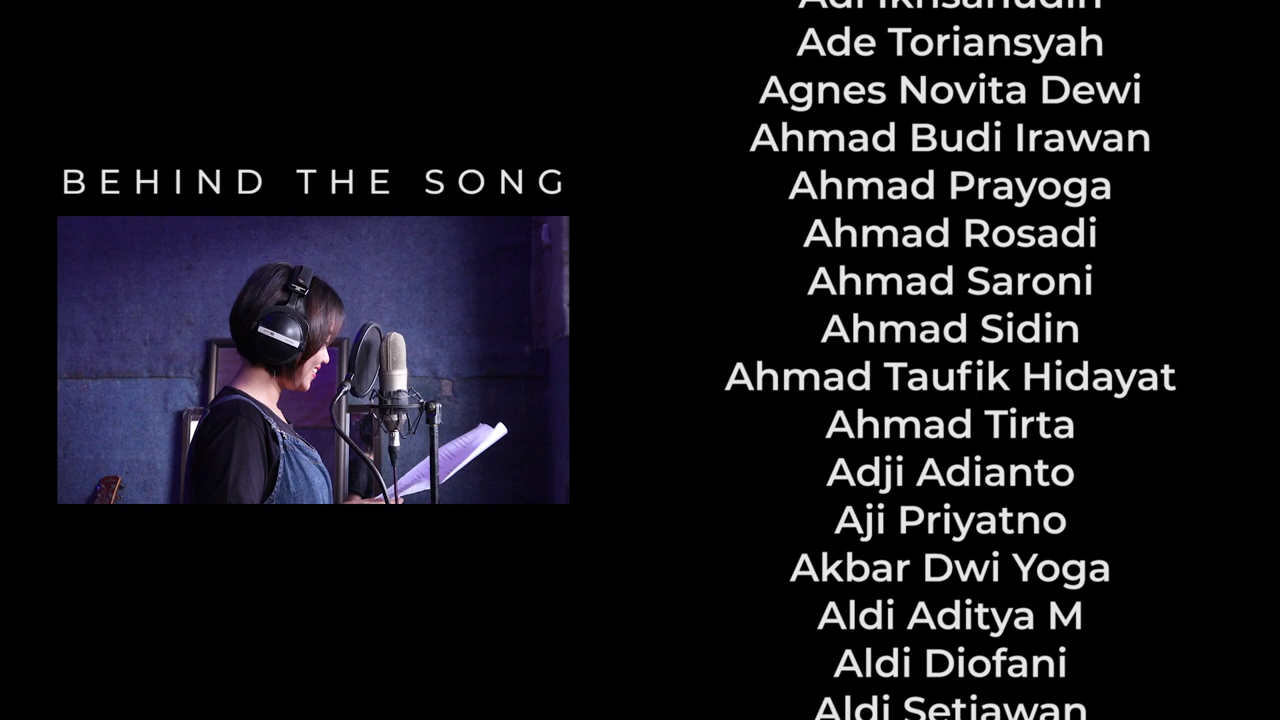 BEHIND THE SONG
Ade Toriansyah
Agnes Novita Dewi
Ahmad Budi Irawan
Ahmad Prayoga
Ahmad Rosadi
Ahmad Saroni
Ahmad Sidin
Ahmad Taufik Hidayat
Ahmad Tirta
Adji Adianto
Aji Priyatno
Akbar Dwi Yoga
Aldi Aditya M
Aldi Diofani
Aldi Setiawan